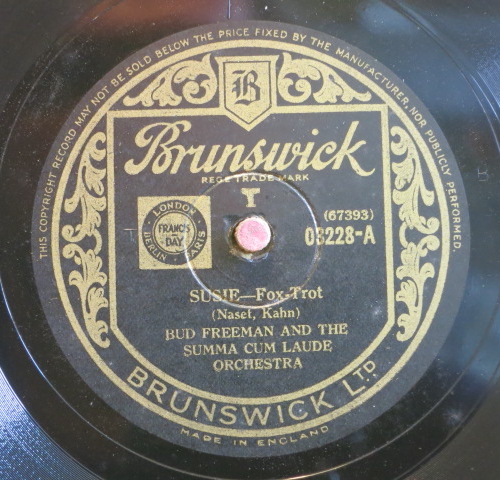 THIS COPYRIGHT RECORD MAY NOT BE SOLD BELOW THE PRICE FIXED BY THE MANUFACTURER, NOR PUBLICLY PERFORMED.
B
Brunswick
REGD TRADE MARK
T
LONDON
FRANCIS
DAY
BERLIN
PARIS
(67393)
03228-A
SUSIE—Fox-Trot
(Naset, Kahn)
BUD FREEMAN AND THE
SUMMA CUM LAUDE
ORCHESTRA
BRUNSWICK LTD.
MADE IN ENGLAND